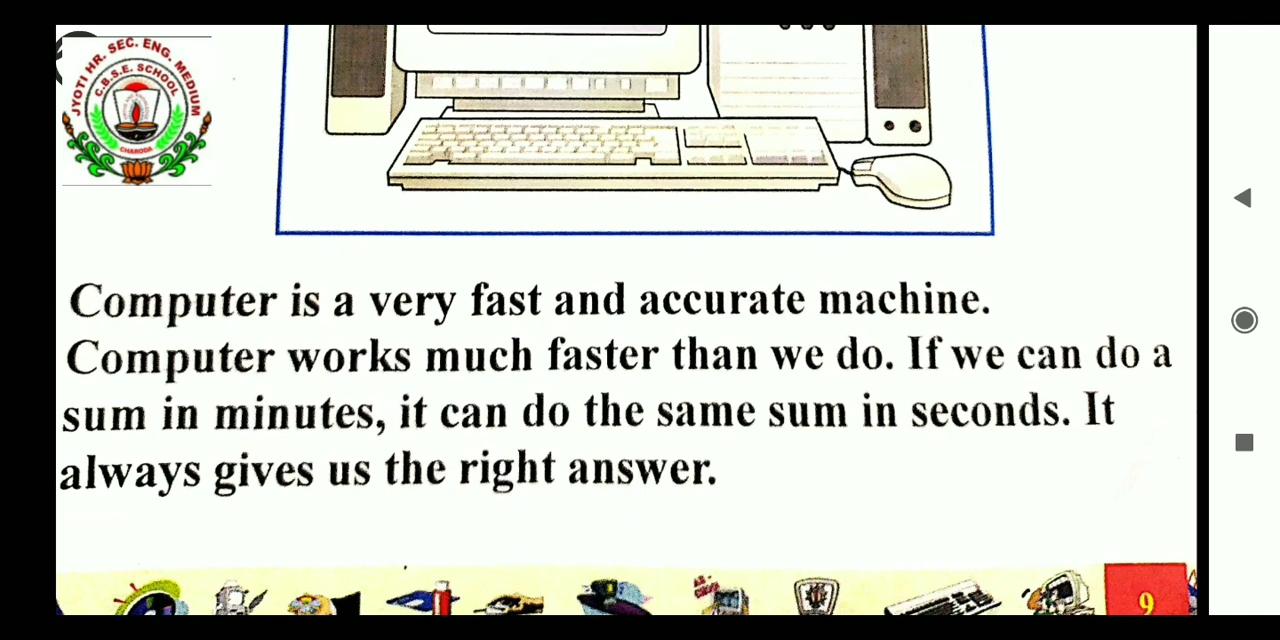 JYOTI HR. SEC. ENG. MEDIUM
C.B.S.E. SCHOOL
CHARODA
Computer is a very fast and accurate machine.
Computer works much faster than we do. If we can do a
sum in minutes, it can do the same sum in seconds. It
always gives us the right answer.
9